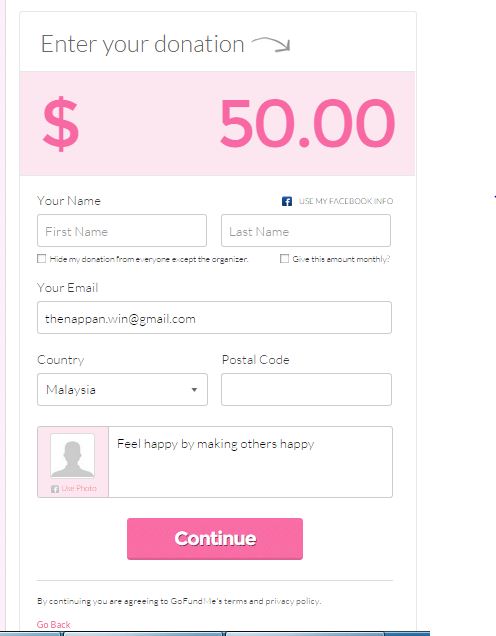 Enter your donation
$ 50.00
Your Name
USE MY FACEBOOK INFO
First Name
Last Name
Hide my donation from everyone except the organizer.
Give this amount monthly?
Your Email
thenappan.win@gmail.com
Country
Postal Code
Malaysia
Feel happy by making others happy
Use Photo
Continue
By continuing you are agreeing to GoFundMe's terms and privacy policy.
Go Back